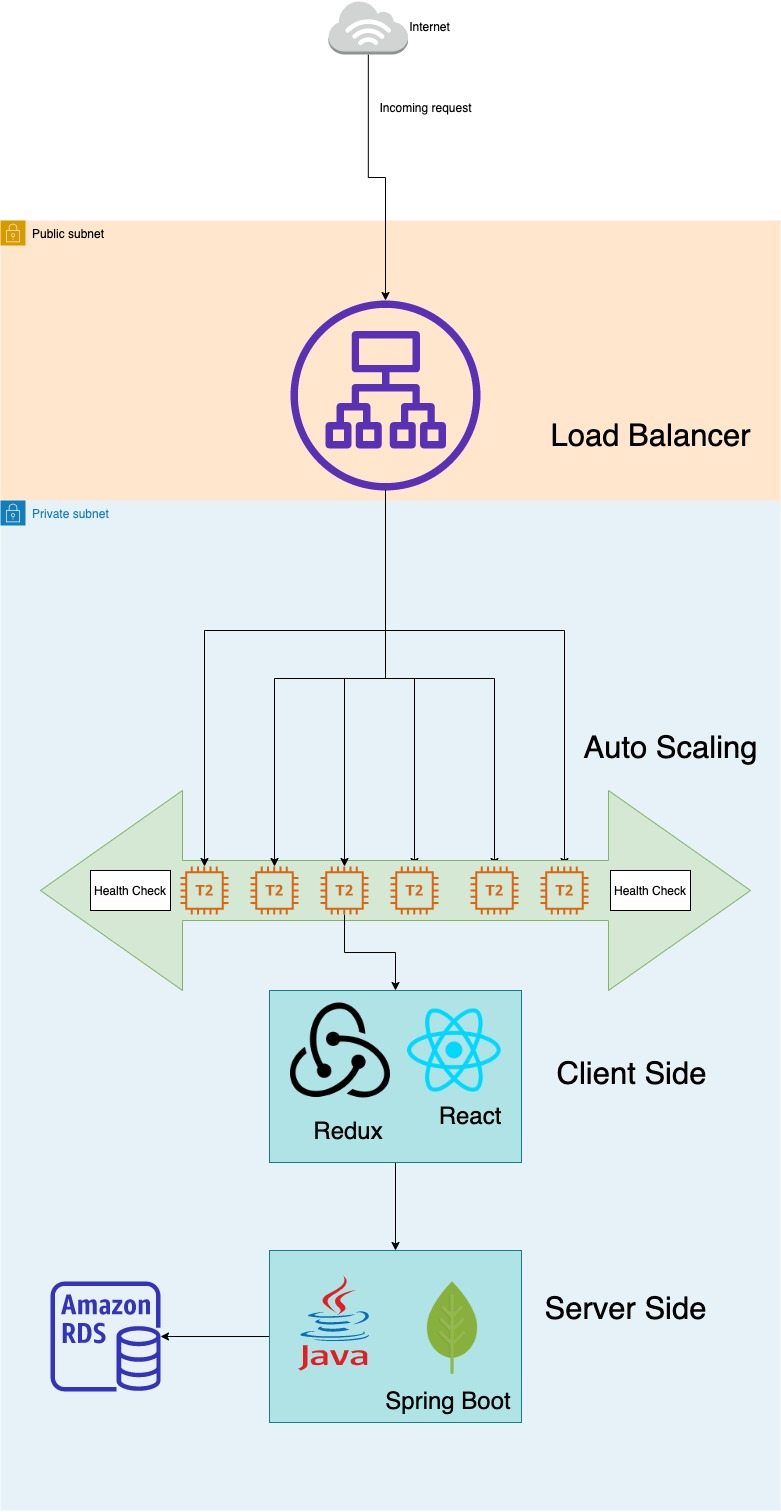 Internet
Incoming request
Public subnet
Load Balancer
Private subnet
Auto Scaling
Health Check
T2
T2
T2
T2
T2
T2
Health Check
Redux
React
Client Side
Amazon
RDS
Java
Spring Boot
Server Side